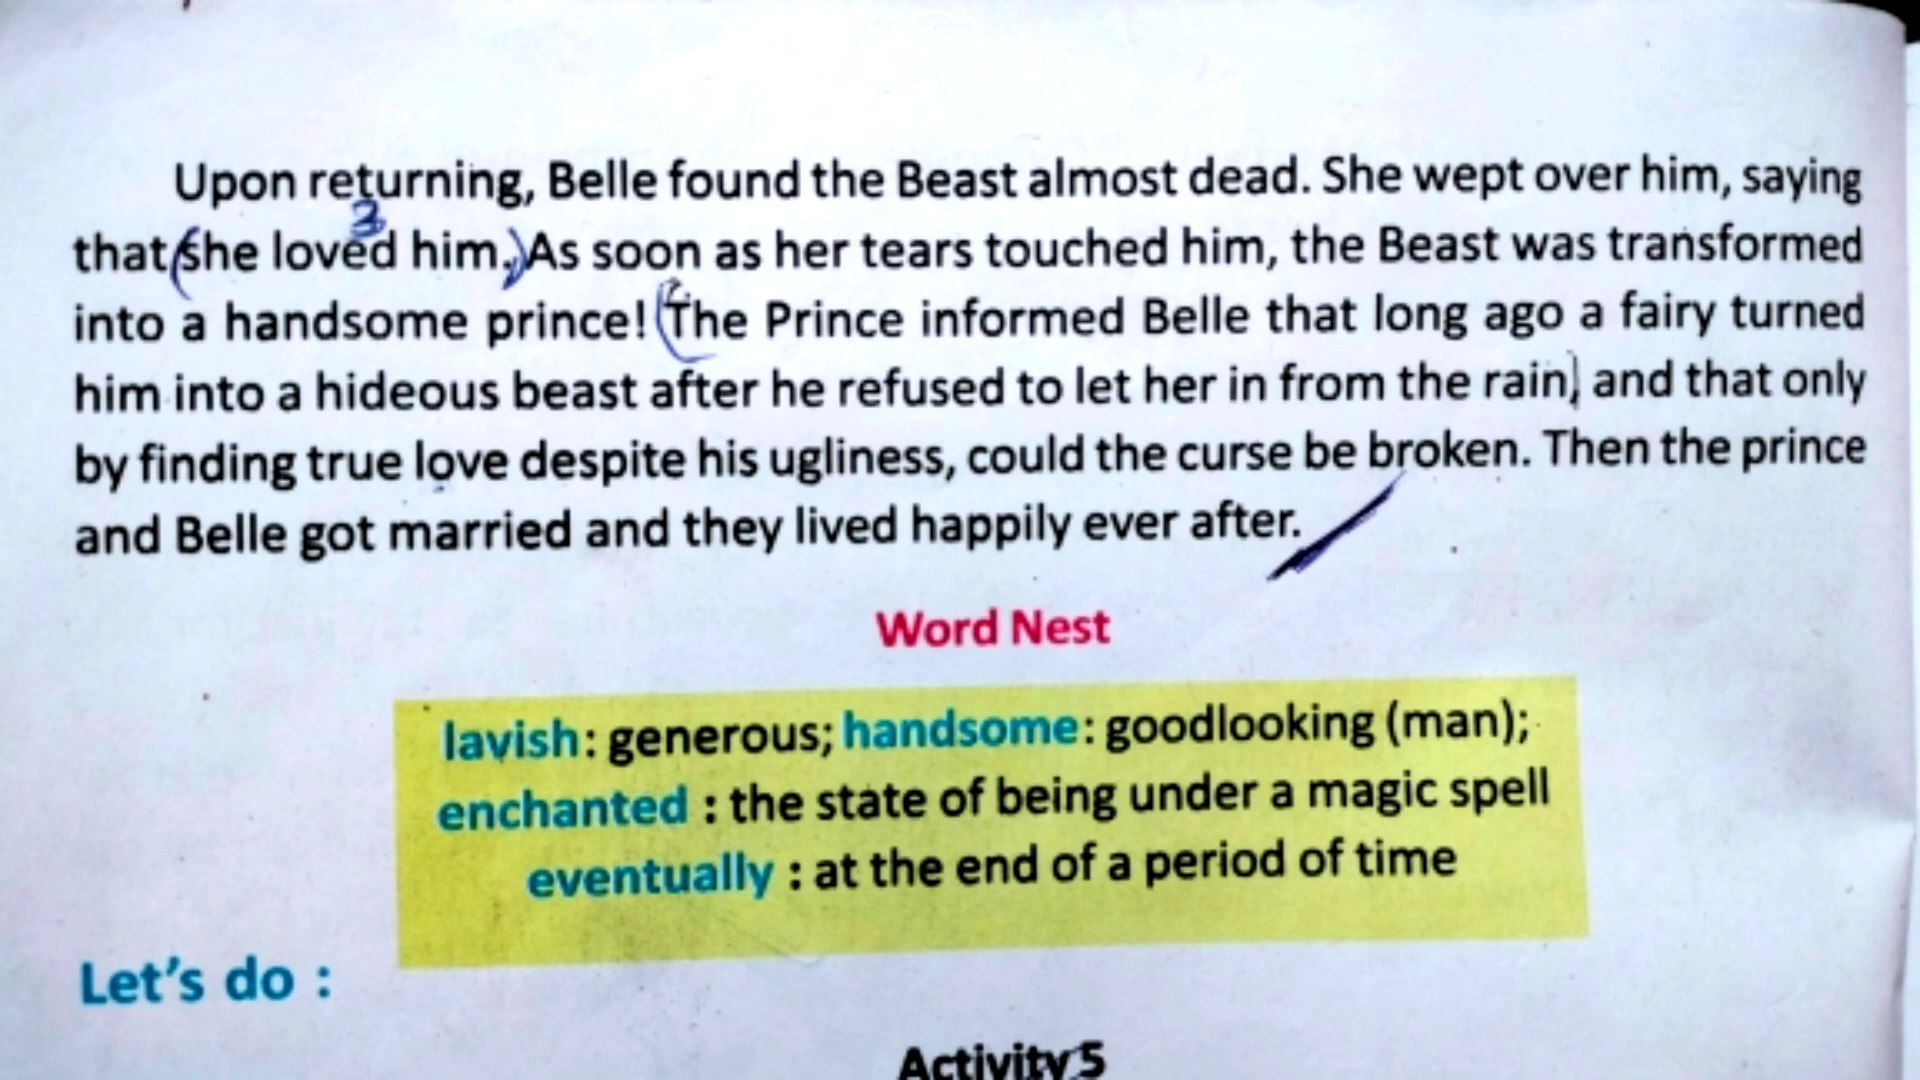 Upon returning, Belle found the Beast almost dead. She wept over him, saying
3
that (she loved him.) As soon as her tears touched him, the Beast was transformed
into a handsome prince! (The Prince informed Belle that long ago a fairy turned
him into a hideous beast after he refused to let her in from the rain) and that only
by finding true love despite his ugliness, could the curse be broken. Then the prince
and Belle got married and they lived happily ever after.
Word Nest
lavish: generous; handsome: goodlooking (man);
enchanted : the state of being under a magic spell
eventually : at the end of a period of time
Let's do :
Activity 5